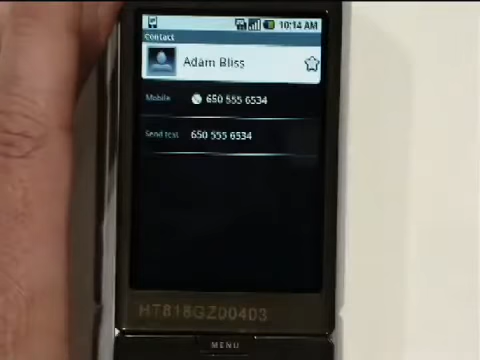 10:14 AM
Contact
Adam Bliss
Mobile 650 555 6534
Send text 650 555 6534
HT818GZ00403
MENU